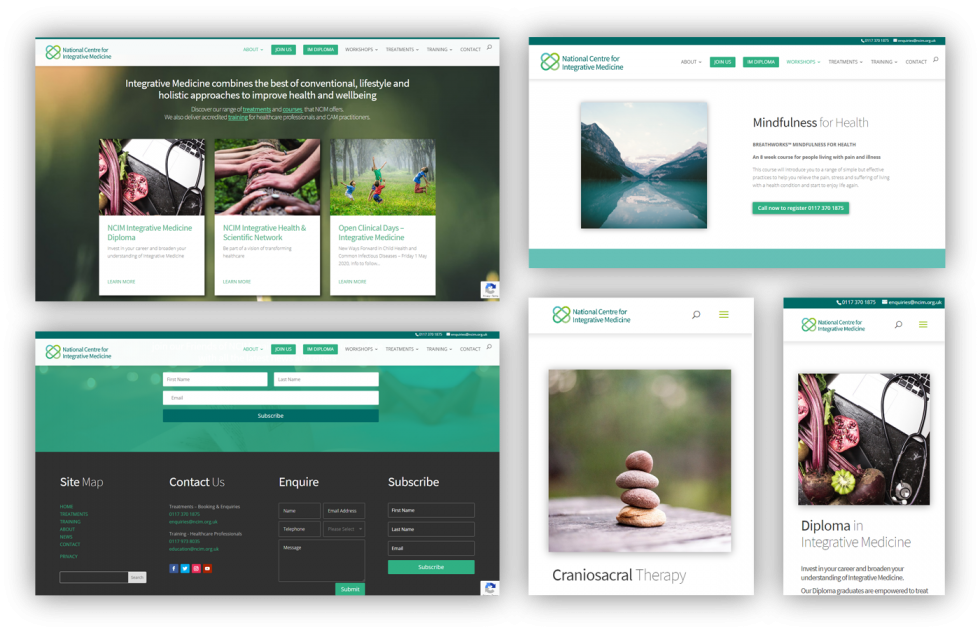 National Centre for
Integrative Medicine
ABOUT
JOIN US
IM DIPLOMA
WORKSHOPS
TREATMENTS
TRAINING
CONTACT
Integrative Medicine combines the best of conventional, lifestyle and
holistic approaches to improve health and wellbeing
Discover our range of treatments and courses that NCIM offers.
We also deliver accredited training for healthcare professionals and CAM practitioners.
NCIM Integrative Medicine
Diploma
Invest in your career and broaden your
understanding of Integrative Medicine
LEARN MORE
NCIM Integrative Health &
Scientific Network
Be part of a vision of transforming
healthcare
LEARN MORE
Open Clinical Days –
Integrative Medicine
New Ways Forward in Child Health and
Common Infectious Diseases – Friday 1 May
2020. Info to follow...
LEARN MORE
0117 370 1875 enquiries@ncim.org.uk
National Centre for
Integrative Medicine
ABOUT
JOIN US
IM DIPLOMA
WORKSHOPS
TREATMENTS
TRAINING
CONTACT
Mindfulness for Health
BREATHWORKS™ MINDFULNESS FOR HEALTH
An 8 week course for people living with pain and illness
This course will introduce you to a range of simple but effective
practices to help you relieve the pain, stress and suffering of living
with a health condition and start to enjoy life again.
Call now to register 0117 370 1875
0117 370 1875 enquiries@ncim.org.uk
National Centre for
Integrative Medicine
ABOUT
JOIN US
IM DIPLOMA
WORKSHOPS
TREATMENTS
TRAINING
CONTACT
First Name
Last Name
Email
Subscribe
Site Map
HOME
TREATMENTS
TRAINING
ABOUT
NEWS
CONTACT
PRIVACY
Search
Contact Us
Treatments – Booking & Enquiries
0117 370 1875
enquiries@ncim.org.uk
Training - Healthcare Professionals
education@ncim.org.uk
Enquire
Name
Email Address
Telephone
Please Select
Message
Submit
Subscribe
First Name
Last Name
Email
Subscribe
National Centre for
Integrative Medicine
Craniosacral Therapy
0117 370 1875 enquiries@ncim.org.uk
National Centre for
Integrative Medicine
Diploma in
Integrative Medicine
Invest in your career and broaden your
understanding of Integrative Medicine.
Our Diploma graduates are empowered to treat